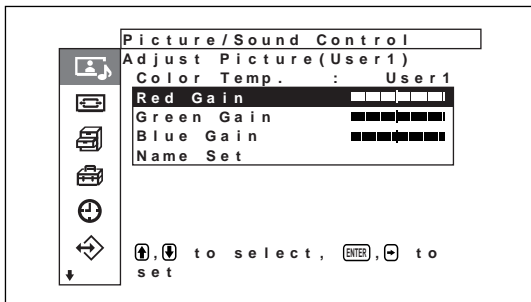 Picture/Sound Control
Adjust Picture(User1)
Color Temp. : User1
Red Gain
Green Gain
Blue Gain
Name Set
↑,↓ to select, ENTER,→ to
set